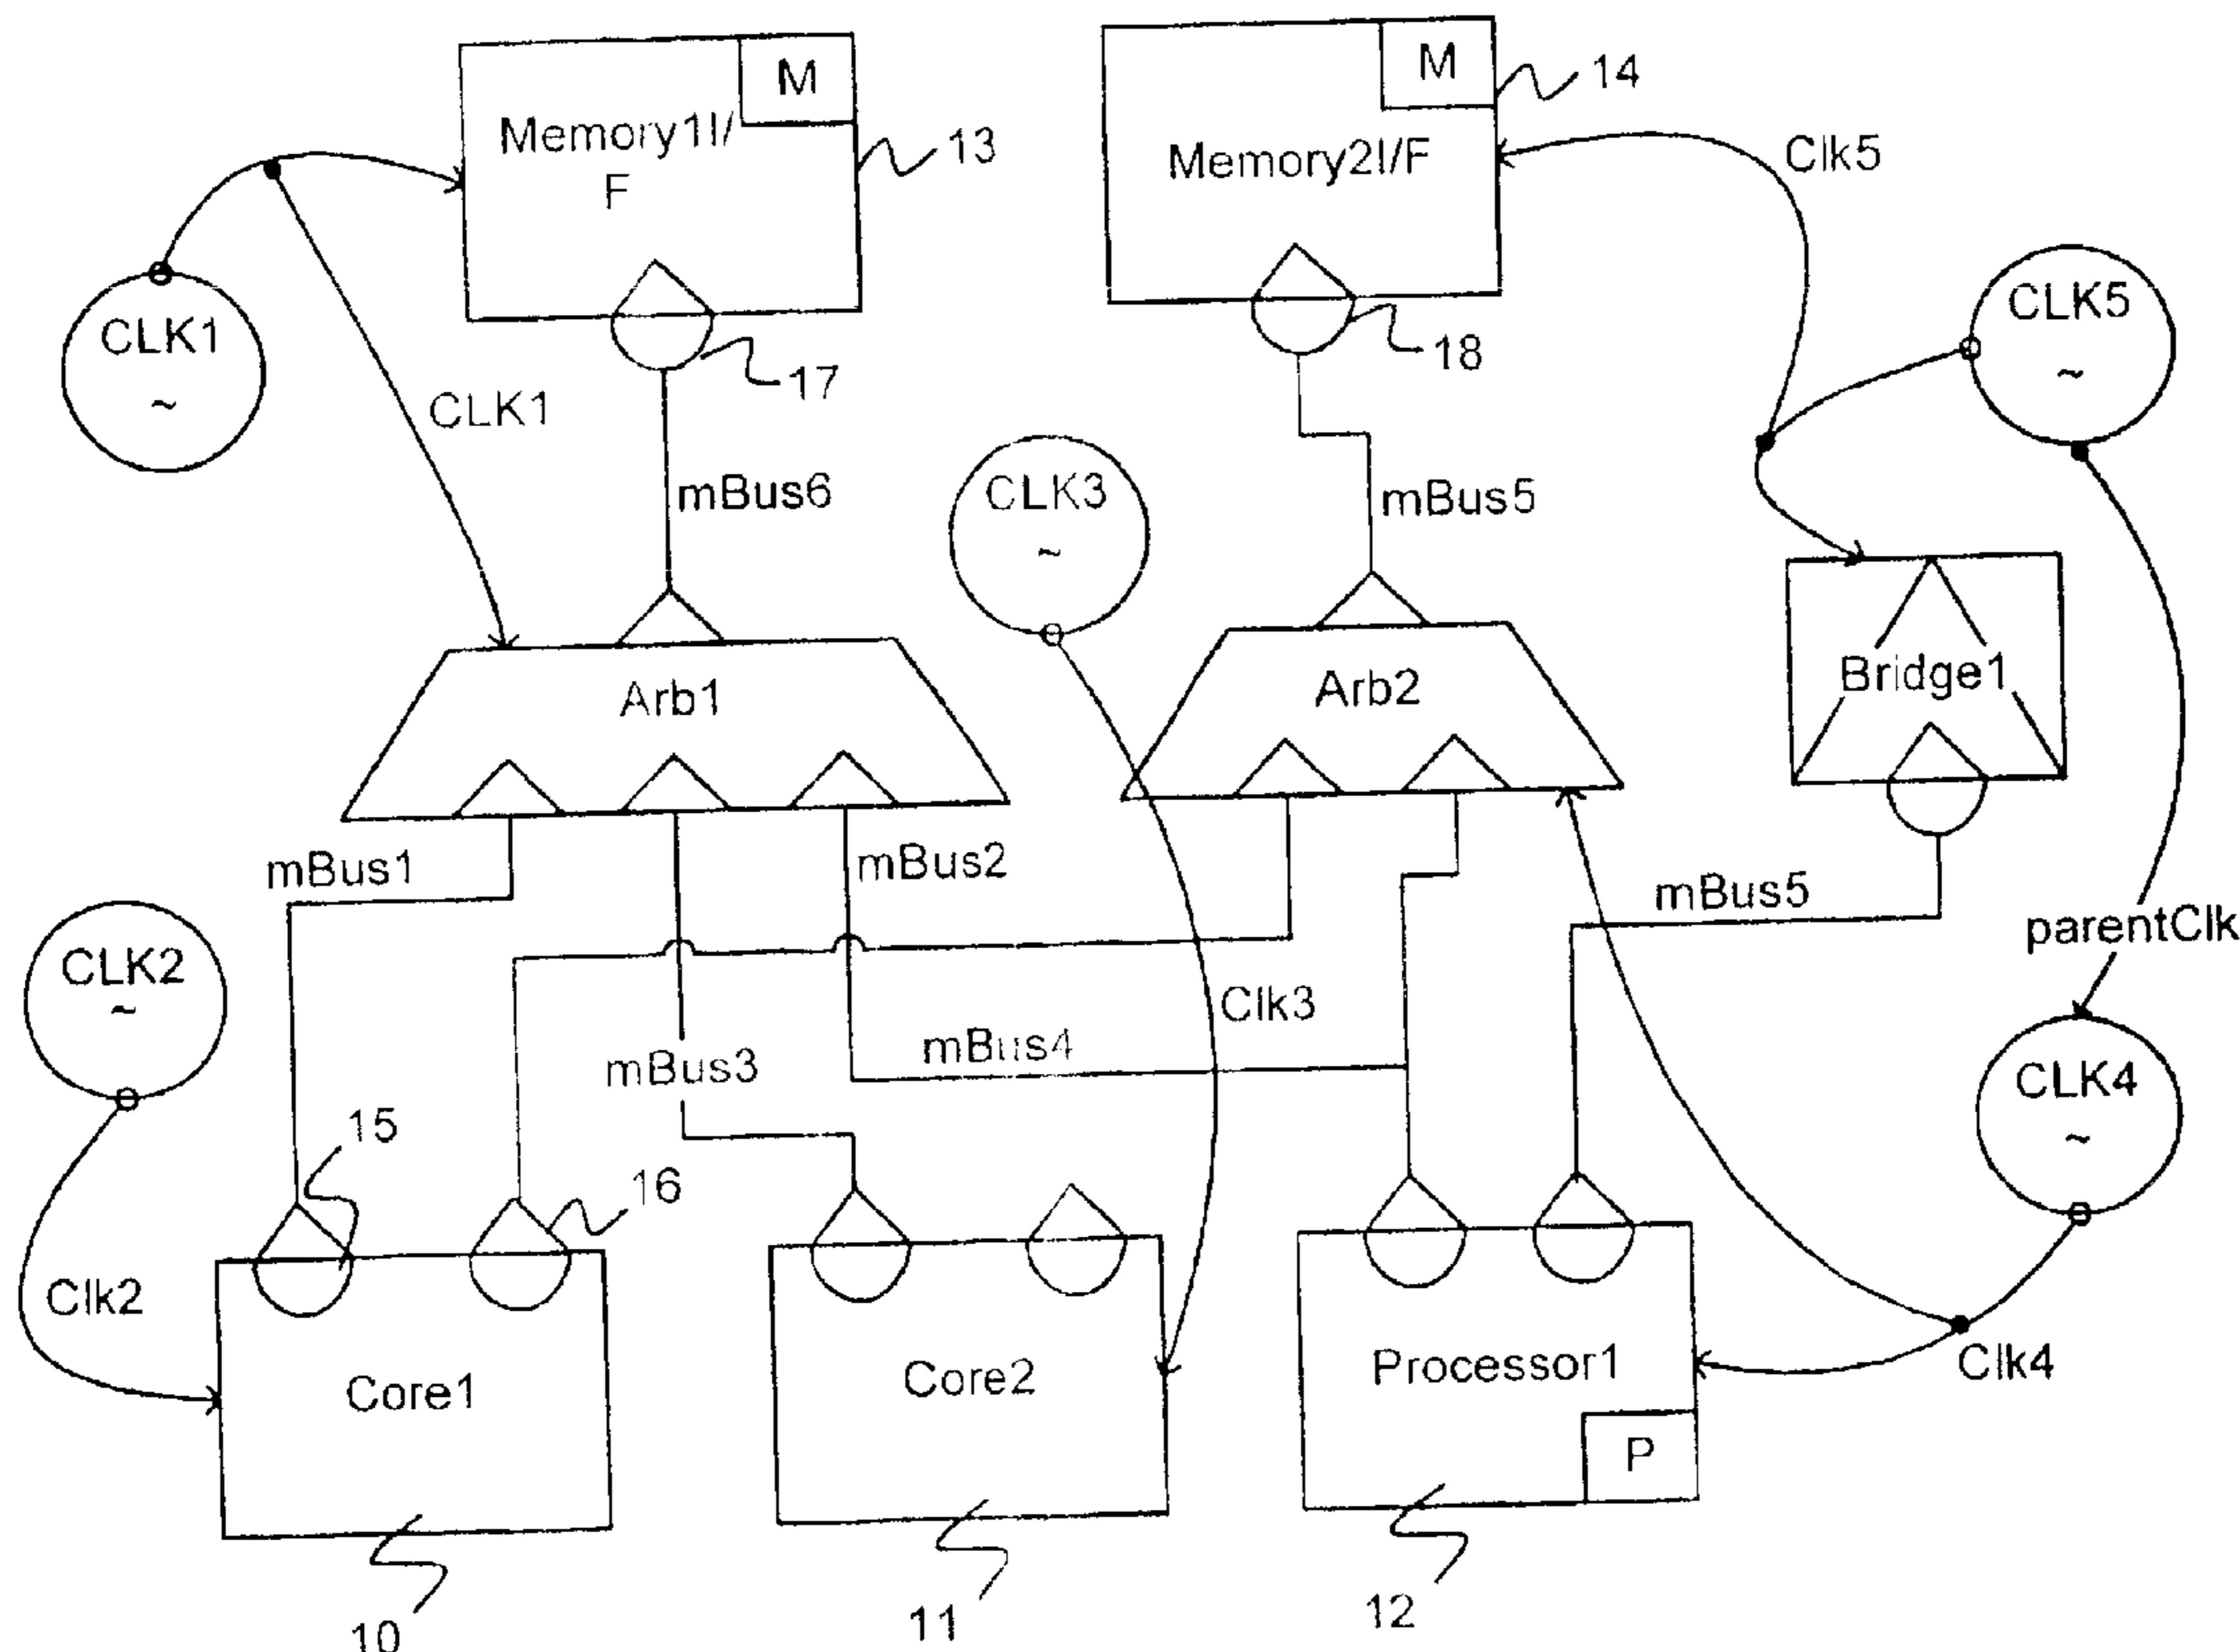 M
M
14
Memory1I/
F
13
Memory2I/F
Clk5
CLK1
~
CLK5
~
17
18
CLK1
mBus6
CLK3
~
mBus5
Arb1
Arb2
Bridge1
mBus1
mBus2
mBus5
parentClk
CLK2
~
Clk3
mBus3
mBus4
CLK4
~
15
16
Clk2
Core1
Core2
Processor1
Clk4
P
10
11
12